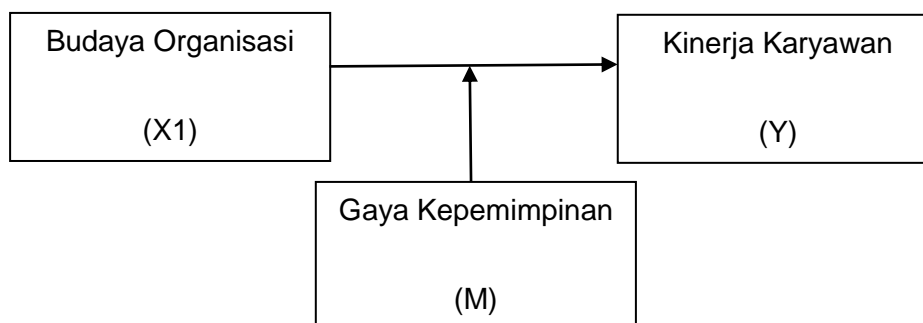 Budaya Organisasi
(X1)
Kinerja Karyawan
(Y)
Gaya Kepemimpinan
(M)